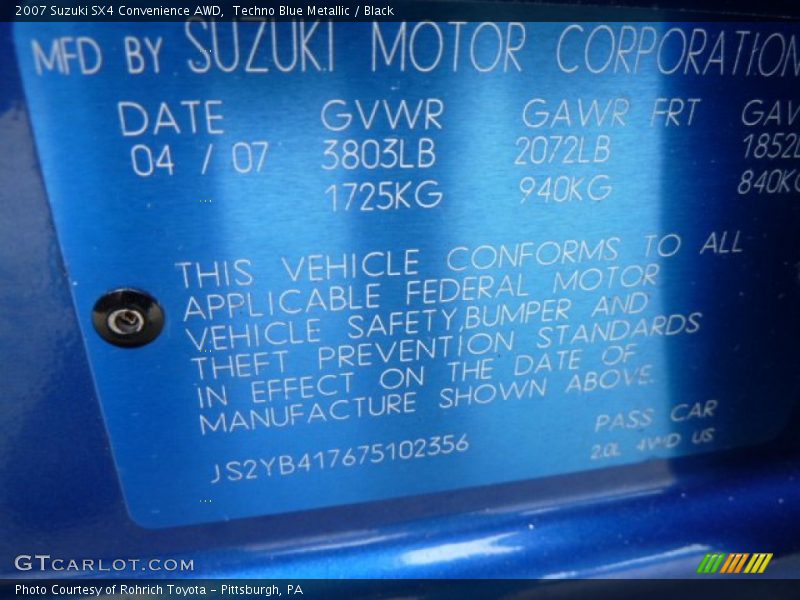 2007 Suzuki SX4 Convenience AWD,  Techno Blue Metallic / Black
MFD BY SUZUKI MOTOR CORPORATION
DATE GVWR GAWR FRT GAW
04 / 07 3803LB 2072LB 1852L
1725KG 940KG 840KG
THIS VEHICLE CONFORMS TO ALL
APPLICABLE FEDERAL MOTOR
VEHICLE SAFETY,BUMPER AND
THEFT PREVENTION STANDARDS
IN EFFECT ON THE DATE OF
MANUFACTURE SHOWN ABOVE.
JS2YB417675102356
PASS CAR
2.0L 4WD US
GTCARLOT.COM
Photo Courtesy of Rohrich Toyota - Pittsburgh, PA